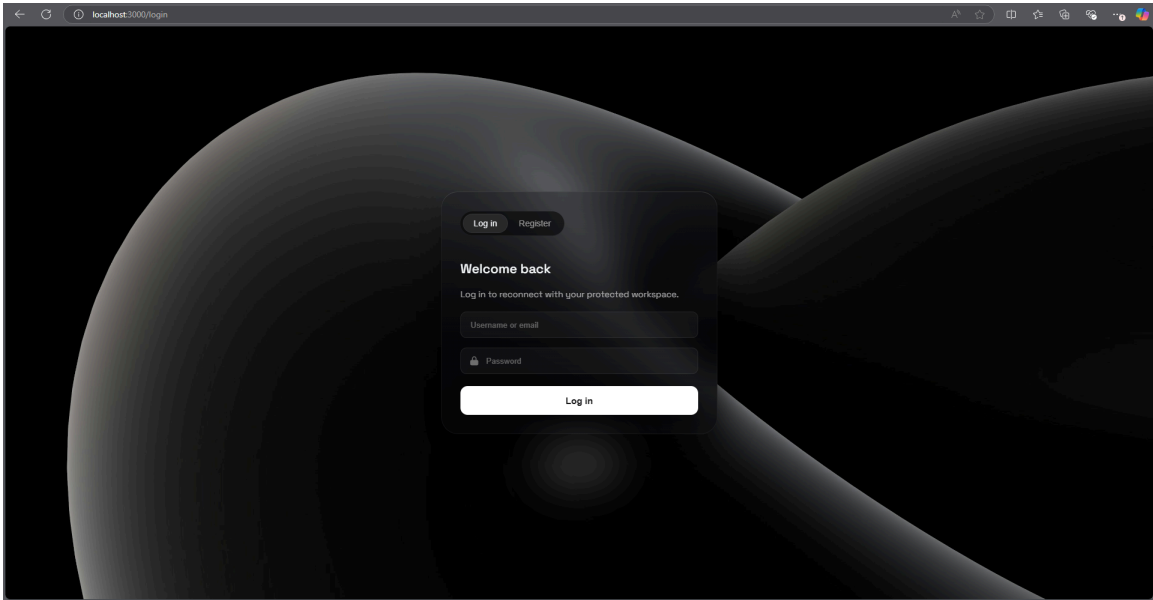 localhost:3000/login
Log in Register
Welcome back
Log in to reconnect with your protected workspace.
Username or email
Password
Log in